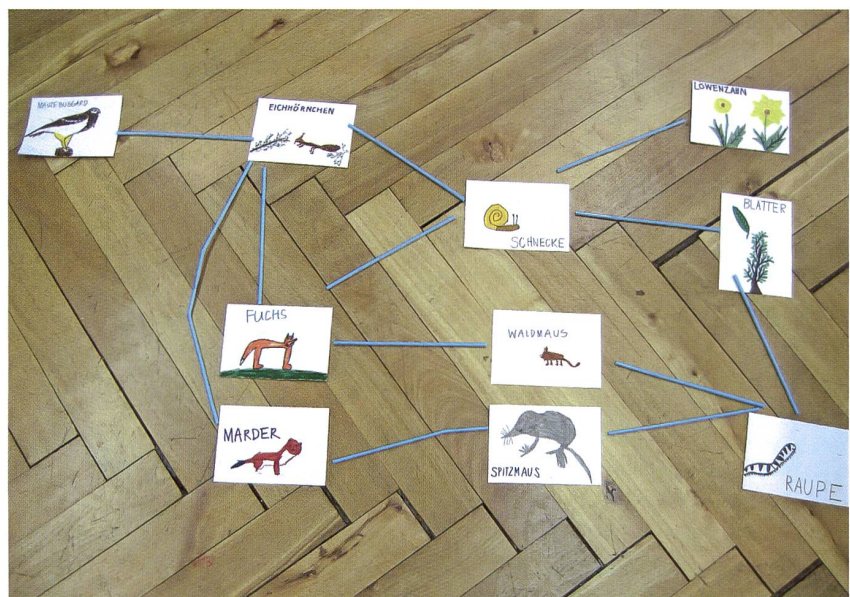 MÄUSEBUSSARD
EICHHÖRNCHEN
LÖWENZAHN
SCHNECKE
BLÄTTER
FUCHS
WALDMAUS
MARDER
SPITZMAUS
RAUPE